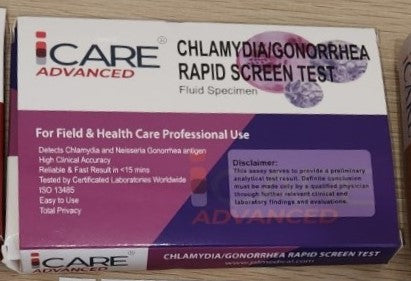 iCARE®
ADVANCED
CHLAMYDIA/GONORRHEA
RAPID SCREEN TEST
Fluid Specimen
For Field & Health Care Professional Use
Detects Chlamydia and Neisseria Gonorrhea antigen
High Clinical Accuracy
Reliable & Fast Result in <15 mins
Tested by Certificated Laboratories Worldwide
ISO 13485
Easy to Use
Total Privacy
Disclaimer:
This assay serves to provide a preliminary
analytical test result. Definite conclusion
must be made only by a qualified physician
through further relevant clinical and
laboratory findings and evaluations.
ADVANCED
iCARE®
ADVANCED
CHLAMYDIA/GONORRHEA RAPID SCREEN TEST